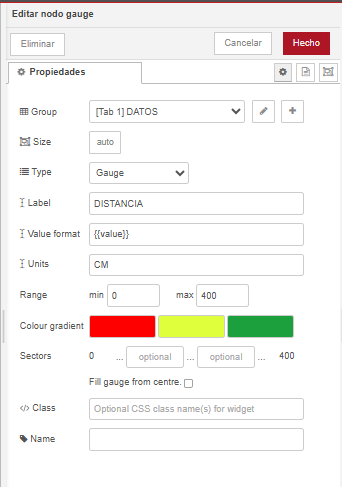 Editar nodo gauge
Eliminar Cancelar Hecho
Propiedades
Group [Tab 1] DATOS
Size auto
Type Gauge
Label DISTANCIA
Value format {{value}}
Units CM
Range min 0 max 400
Colour gradient
Sectors 0 ... optional ... optional ... 400
Fill gauge from centre.
</> Class Optional CSS class name(s) for widget
Name